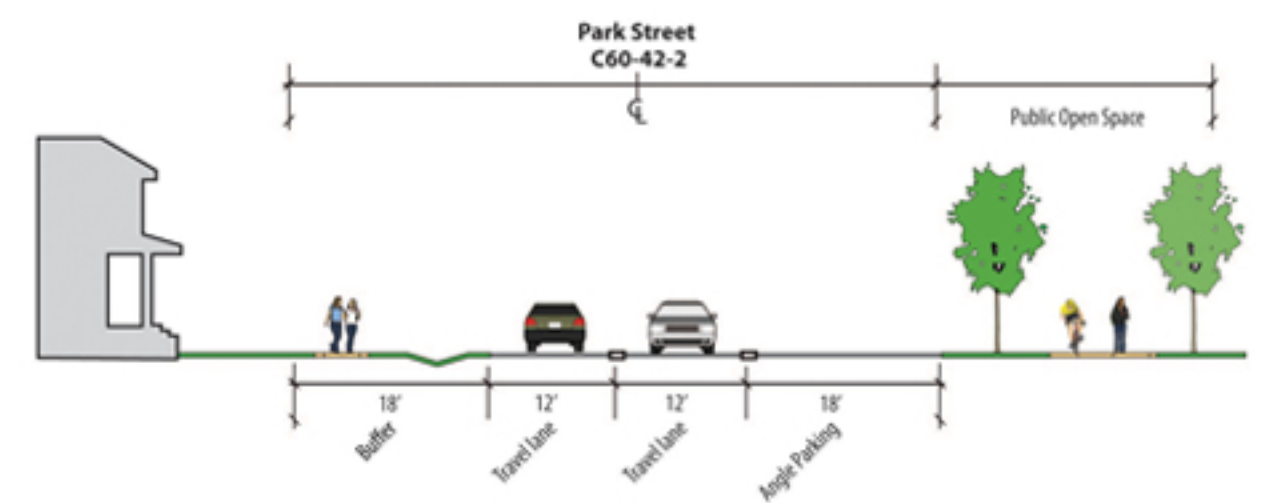 Park Street
C60-42-2
℄
Public Open Space
18'
12'
12'
18'
Buffer
Travel lane
Travel lane
Angle Parking